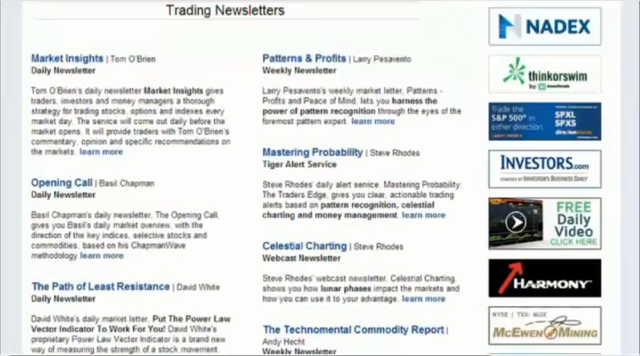 Trading Newsletters
Market Insights | Tom O'Brien
Daily Newsletter
Tom O'Brien's daily newsletter Market Insights gives
traders, investors and money managers a thorough
strategy for trading stocks, options and indexes every
market day. The service will come out daily before the
market opens. It will provide traders with Tom O'Brien's
commentary, opinion and specific recommendations on
the markets. learn more
Opening Call | Basil Chapman
Daily Newsletter
Basil Chapman's daily newsletter, The Opening Call,
gives you Basil's daily market overview, with the
direction of the key indices, selective stocks and
commodities, based on his ChapmanWave
methodology learn more
The Path of Least Resistance | David White
Daily Newsletter
David White's daily market letter, Put The Power Law
Vector Indicator To Work For You! David White's
proprietary Power Law Vector Indicator is a brand new
way of measuring the strength of a stock movement
Patterns & Profits | Larry Pesavento
Weekly Newsletter
Larry Pesavento's weekly market letter, Patterns -
Profits and Peace of Mind, lets you harness the
power of pattern recognition through the eyes of the
foremost pattern expert. learn more
Mastering Probability | Steve Rhodes
Tiger Alert Service
Steve Rhodes' daily alert service, Mastering Probability:
The Traders Edge, gives you clear, actionable trading
alerts based on pattern recognition, celestial
charting and money management. learn more
Celestial Charting | Steve Rhodes
Webcast Newsletter
Steve Rhodes' webcast newsletter, Celestial Charting,
shows you how lunar phases impact the markets and
how you can use it to your advantage. learn more
The Technomental Commodity Report |
Andy Hecht
Weekly Newsletter
NADEX
thinkorswim
by
Trade the
S&P 500®
in either
direction.
SPXL
SPXS
INVESTORS.com
POWERED BY INVESTOR'S BUSINESS DAILY
FREE
Daily
Video
CLICK HERE
HARMONY
NYSE | TSX: MUX
MCEWEN MINING